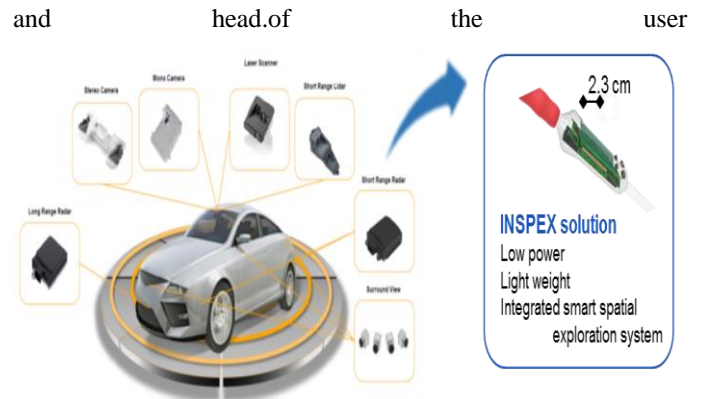 and head.of the user
Laser Scanner
Mono Camera
Stereo Camera
Short Range Lidar
Short Range Radar
Long Range Radar
Surround View
2.3 cm
INSPEX solution
Low power
Light weight
Integrated smart spatial
exploration system